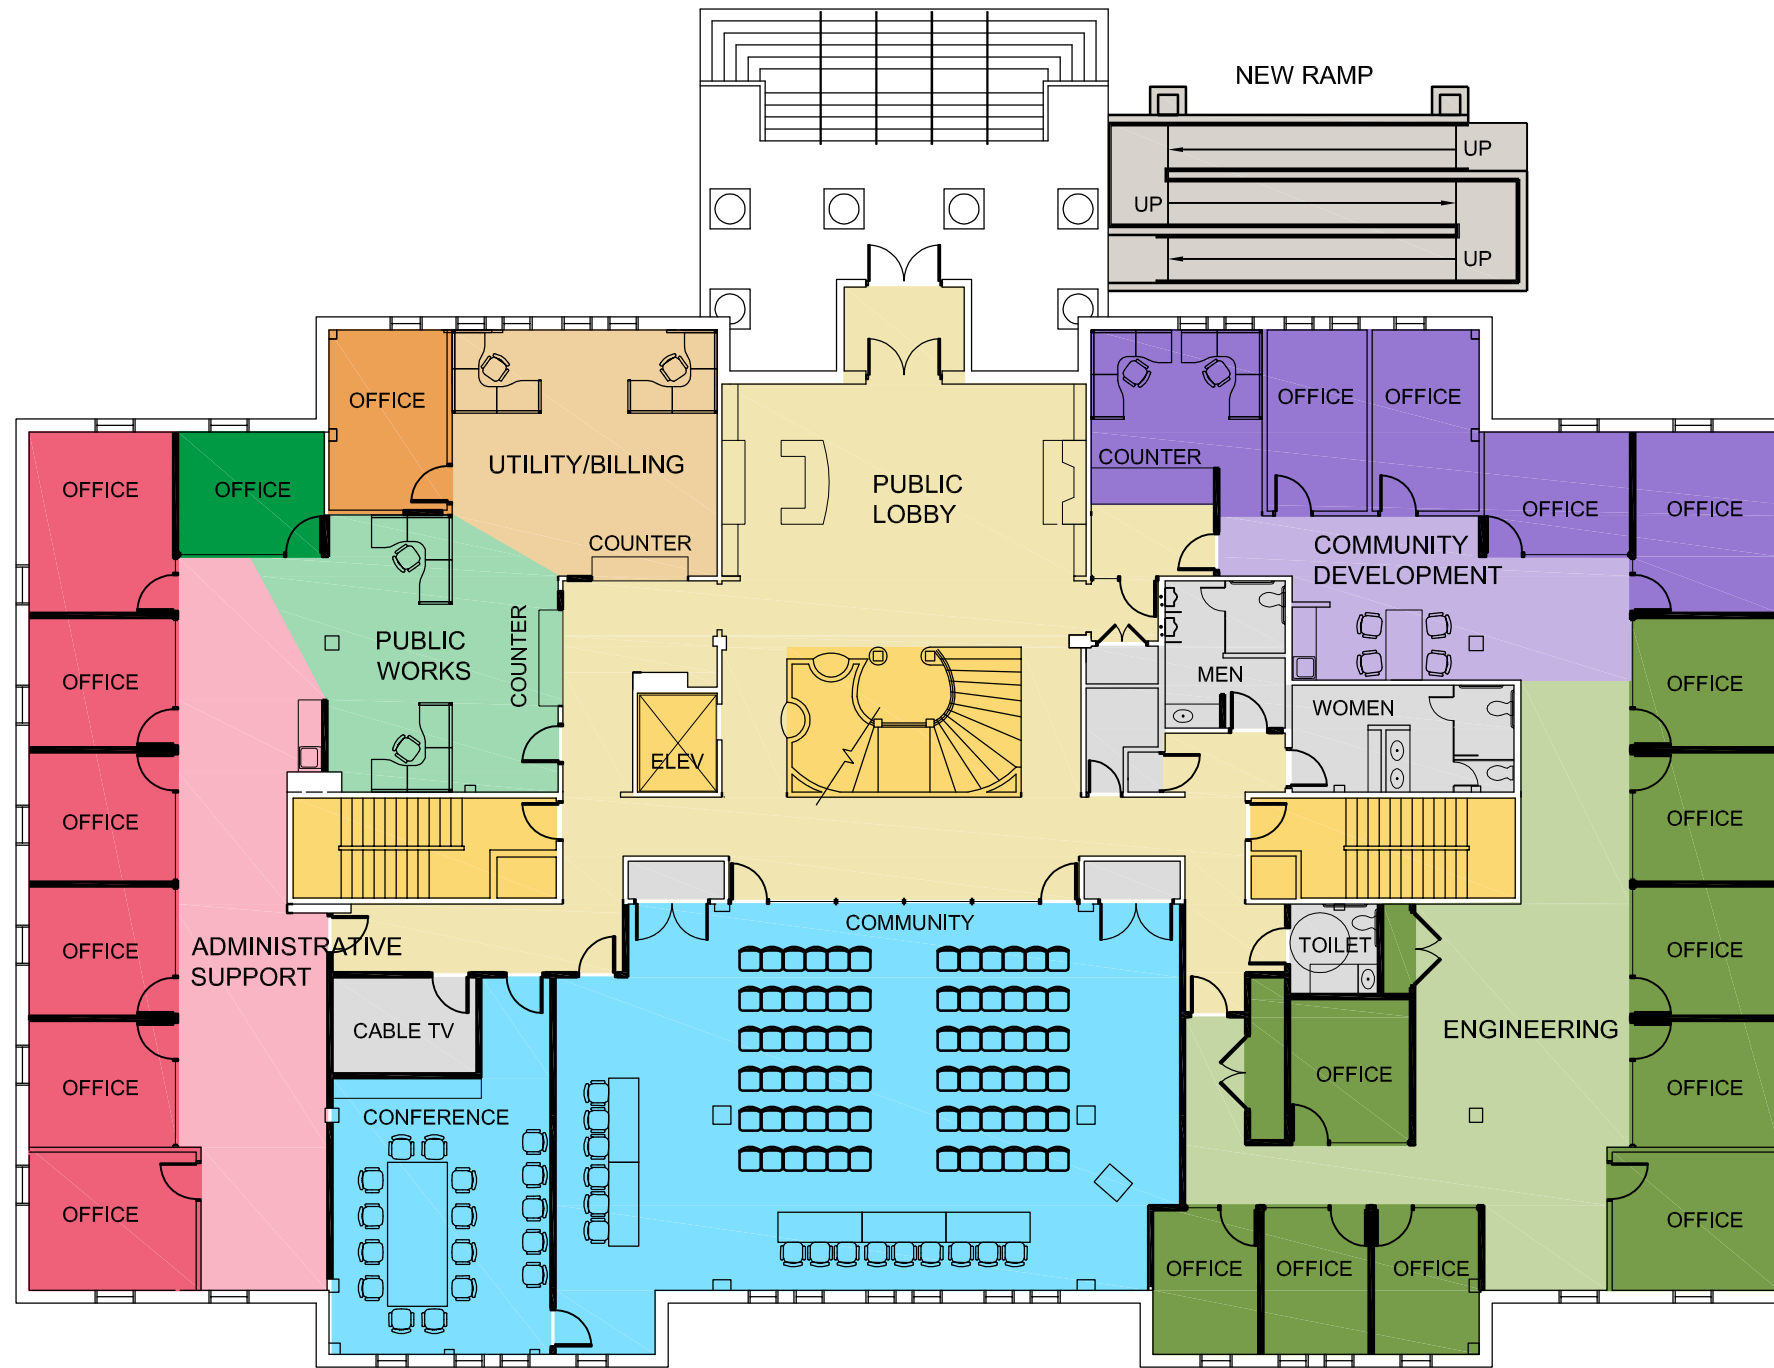 NEW RAMP
UP
UP
UP
OFFICE
UTILITY/BILLING
COUNTER
PUBLIC
LOBBY
COUNTER
OFFICE
OFFICE
OFFICE
OFFICE
OFFICE
OFFICE
COMMUNITY
DEVELOPMENT
PUBLIC
WORKS
COUNTER
OFFICE
OFFICE
OFFICE
OFFICE
OFFICE
ADMINISTRATIVE
SUPPORT
ELEV
MEN
WOMEN
OFFICE
OFFICE
OFFICE
OFFICE
OFFICE
COMMUNITY
TOILET
CABLE TV
CONFERENCE
ENGINEERING
OFFICE
OFFICE
OFFICE
OFFICE